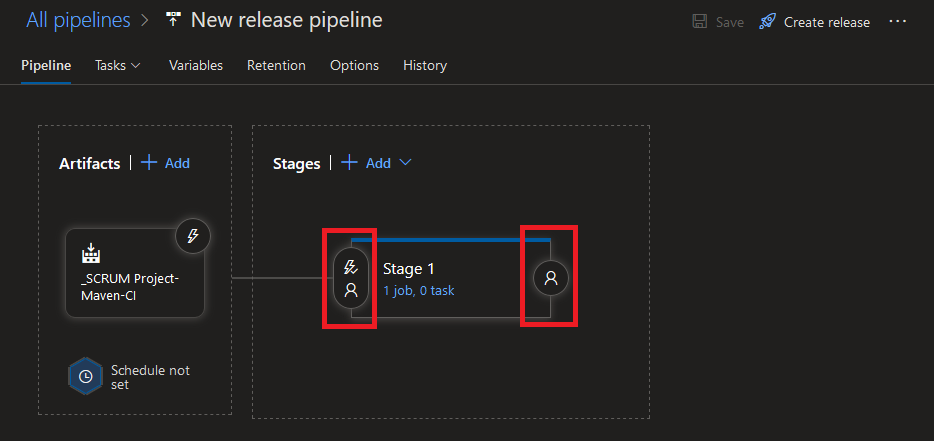 All pipelines > New release pipeline
Save Create release ...
Pipeline Tasks Variables Retention Options History
Artifacts | + Add
Stages | + Add
_SCRUM Project-
Maven-CI
Stage 1
1 job, 0 task
Schedule not
set